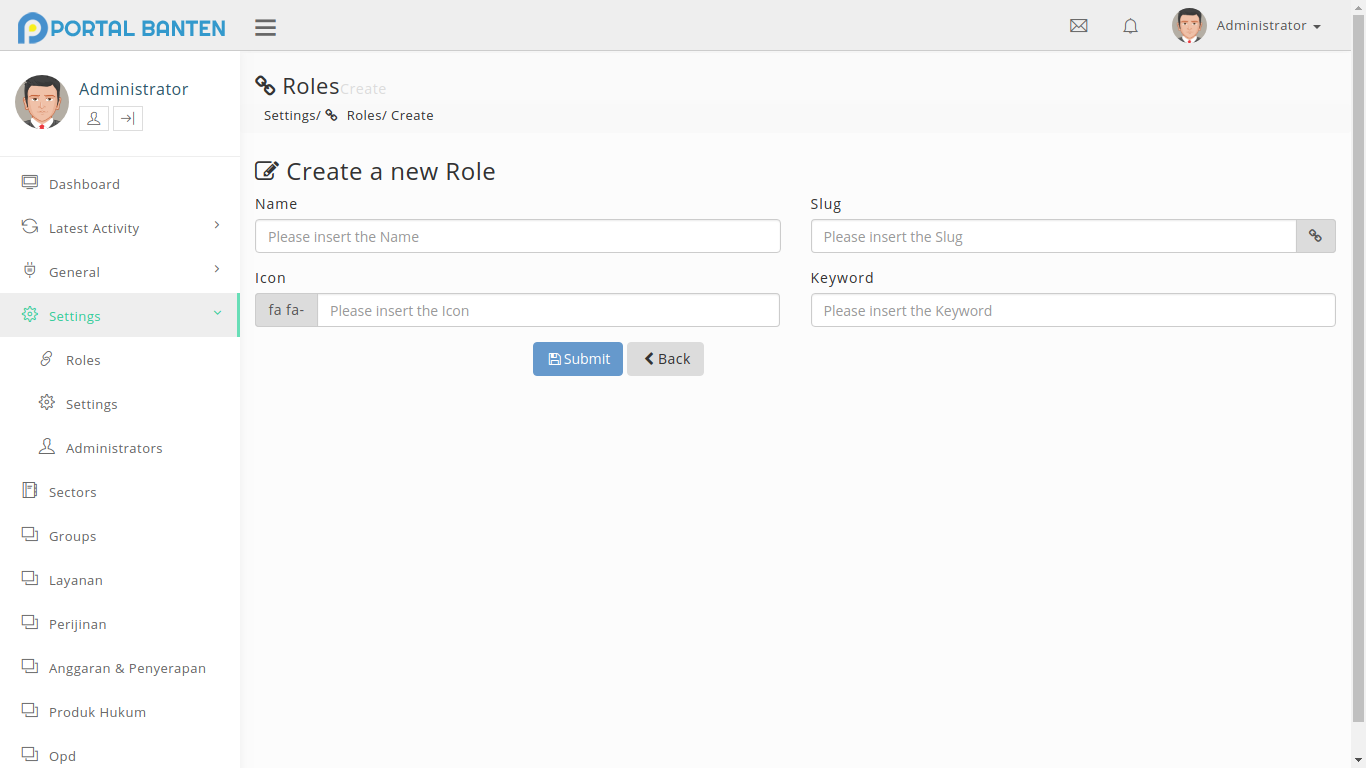 PORTAL BANTEN
Administrator
Administrator
Dashboard
Latest Activity
General
Settings
Roles
Settings
Administrators
Sectors
Groups
Layanan
Perijinan
Anggaran & Penyerapan
Produk Hukum
Opd
Roles Create
Settings/ Roles/ Create
Create a new Role
Name
Please insert the Name
Slug
Please insert the Slug
Icon
fa fa- Please insert the Icon
Keyword
Please insert the Keyword
Submit Back